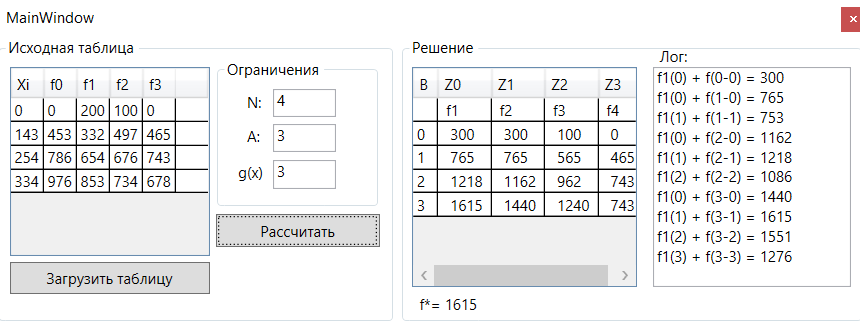 MainWindow
Исходная таблица
Xi f0 f1 f2 f3
0 0 200 100 0
143 453 332 497 465
254 786 654 676 743
334 976 853 734 678
Загрузить таблицу
Ограничения
N: 4
A: 3
g(x) 3
Рассчитать
Решение
B Z0 Z1 Z2 Z3
f1 f2 f3 f4
0 300 300 100 0
1 765 765 565 465
2 1218 1162 962 743
3 1615 1440 1240 743
f*= 1615
Лог:
f1(0) + f(0-0) = 300
f1(0) + f(1-0) = 765
f1(1) + f(1-1) = 753
f1(0) + f(2-0) = 1162
f1(1) + f(2-1) = 1218
f1(2) + f(2-2) = 1086
f1(0) + f(3-0) = 1440
f1(1) + f(3-1) = 1615
f1(2) + f(3-2) = 1551
f1(3) + f(3-3) = 1276